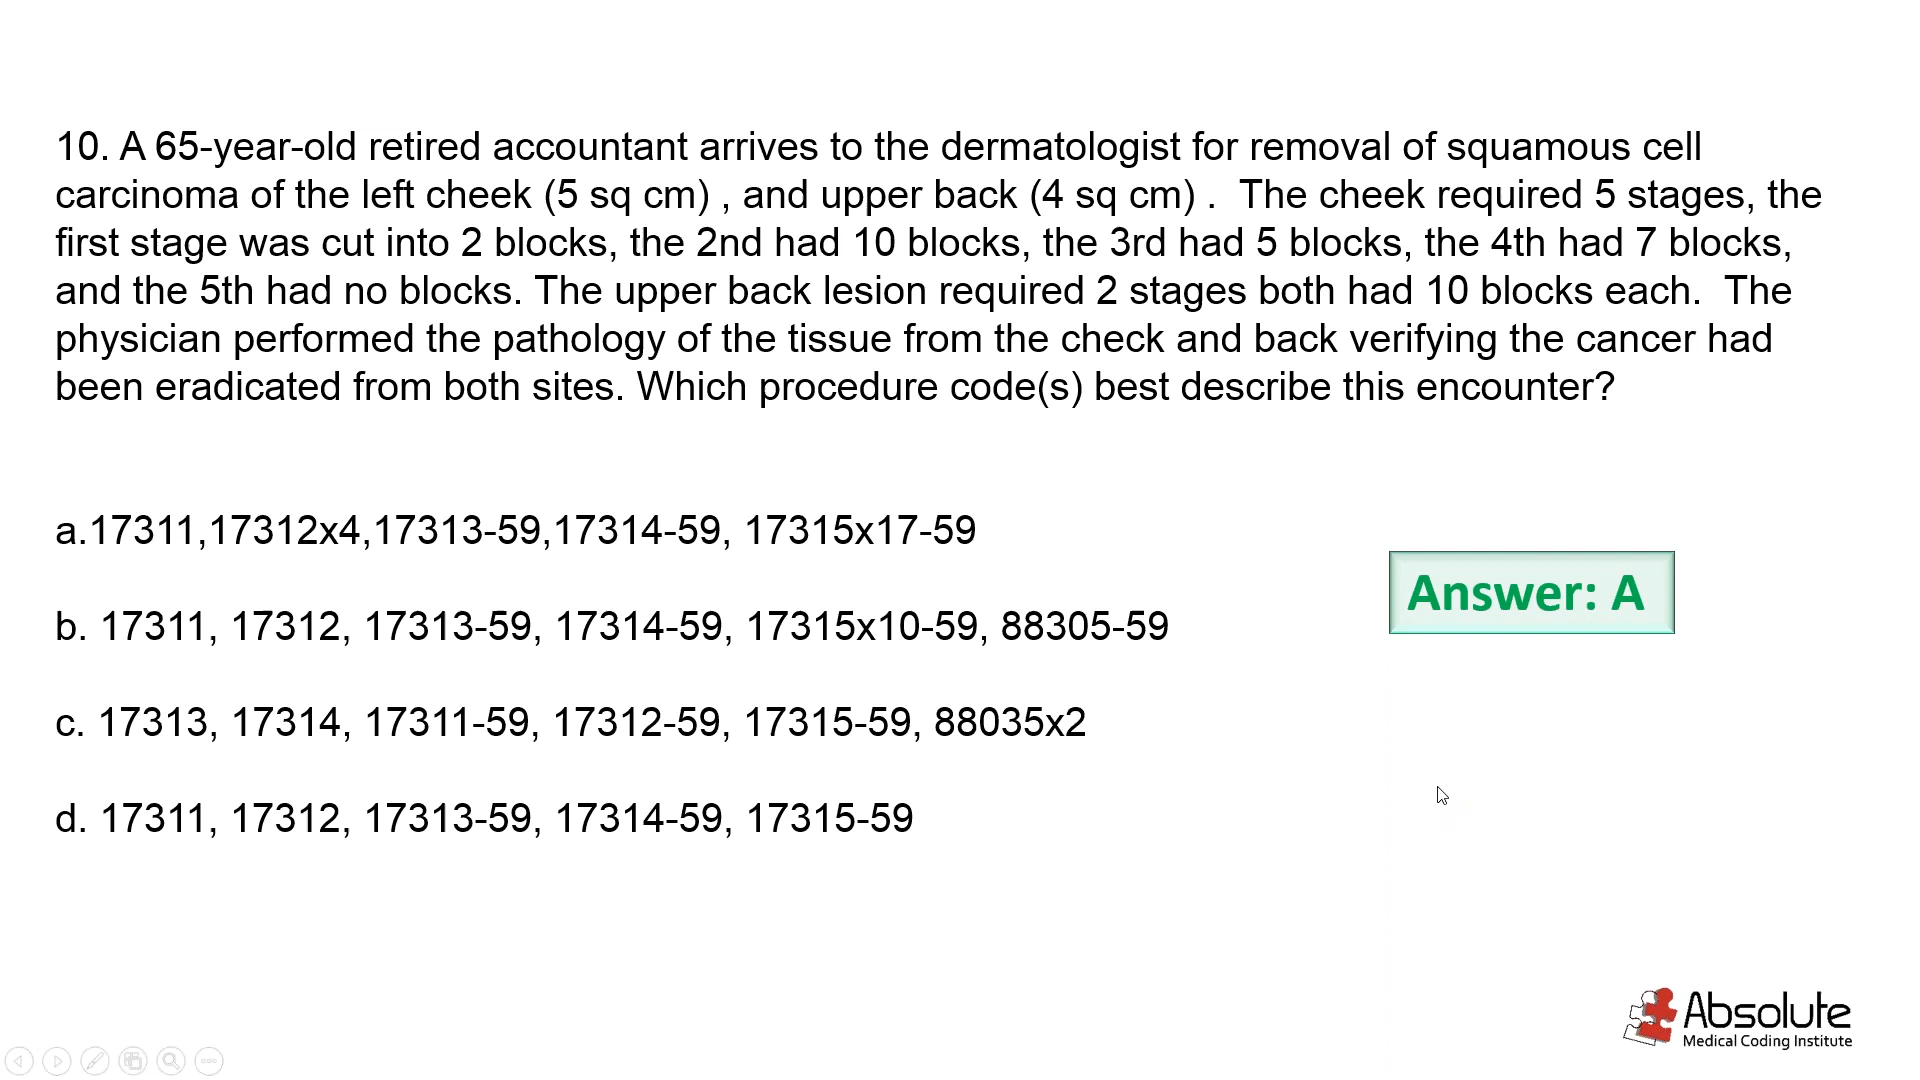 10. A 65-year-old retired accountant arrives to the dermatologist for removal of squamous cell
carcinoma of the left cheek (5 sq cm) , and upper back (4 sq cm) .  The cheek required 5 stages, the
first stage was cut into 2 blocks, the 2nd had 10 blocks, the 3rd had 5 blocks, the 4th had 7 blocks,
and the 5th had no blocks. The upper back lesion required 2 stages both had 10 blocks each.  The
physician performed the pathology of the tissue from the check and back verifying the cancer had
been eradicated from both sites. Which procedure code(s) best describe this encounter?
a.17311,17312x4,17313-59,17314-59, 17315x17-59
Answer: A
b. 17311, 17312, 17313-59, 17314-59, 17315x10-59, 88305-59
c. 17313, 17314, 17311-59, 17312-59, 17315-59, 88035x2
d. 17311, 17312, 17313-59, 17314-59, 17315-59
Absolute
Medical Coding Institute